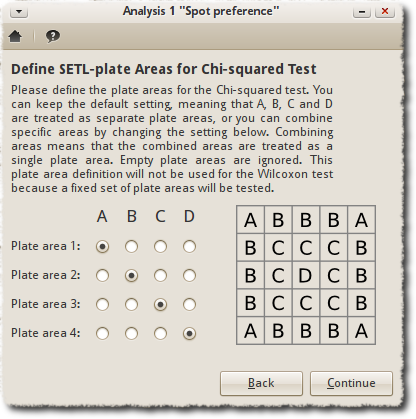 Analysis 1 "Spot preference"
?
Define SETL-plate Areas for Chi-squared Test
Please define the plate areas for the Chi-squared test. You
can keep the default setting, meaning that A, B, C and D
are treated as separate plate areas, or you can combine
specific areas by changing the setting below. Combining
areas means that the combined areas are treated as a
single plate area. Empty plate areas are ignored. This
plate area definition will not be used for the Wilcoxon test
because a fixed set of plate areas will be tested.
A B C D
Plate area 1:
Plate area 2:
Plate area 3:
Plate area 4:
A B B B A
B C C C B
B C D C B
B C C C B
A B B B A
Back Continue